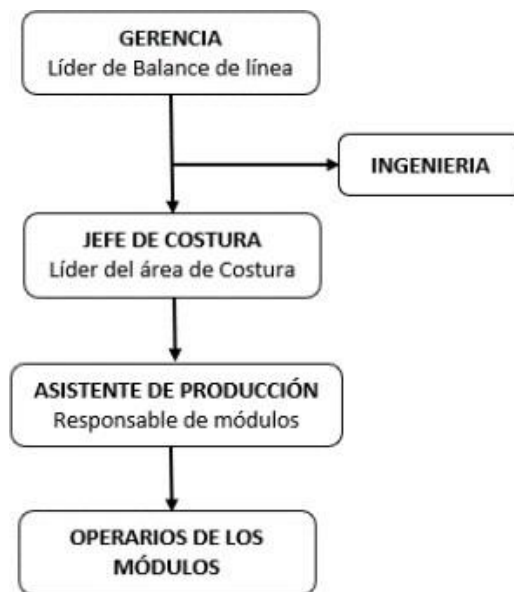 GERENCIA
Líder de Balance de línea
INGENIERIA
JEFE DE COSTURA
Líder del área de Costura
ASISTENTE DE PRODUCCIÓN
Responsable de módulos
OPERARIOS DE LOS
MÓDULOS